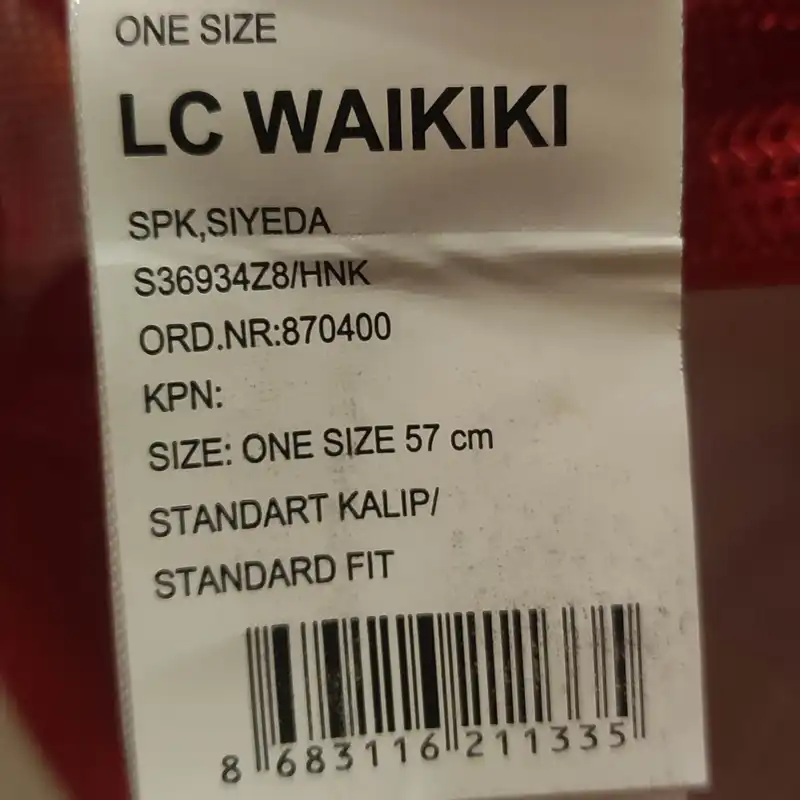 ONE SIZE
LC WAIKIKI
SPK,SIYEDA
S36934Z8/HNK
ORD.NR:870400
KPN:
SIZE: ONE SIZE 57 cm
STANDART KALIP/
STANDARD FIT
8 683116 211335